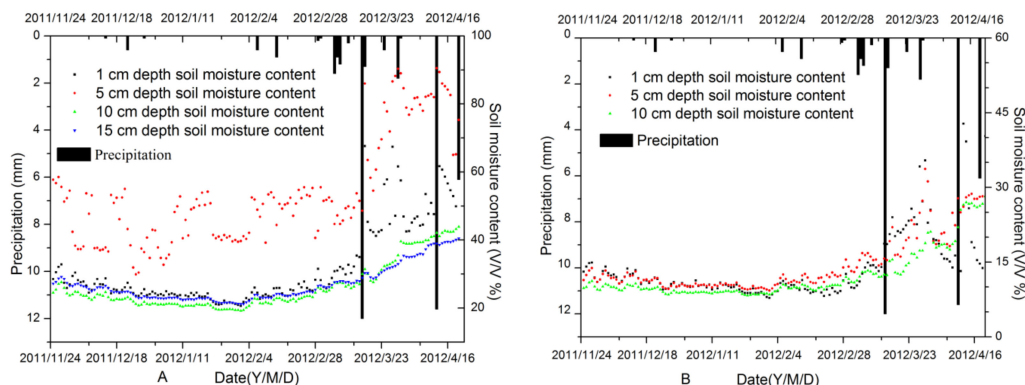 2011/11/24 2011/12/18 2012/1/11 2012/2/4 2012/2/28 2012/3/23 2012/4/16
0
2
4
6
8
10
12
Precipitation (mm)
1 cm depth soil moisture content
5 cm depth soil moisture content
10 cm depth soil moisture content
15 cm depth soil moisture content
Precipitation
100
80
60
40
20
Soil moisture content (V/V %)
2011/11/24 2011/12/18 2012/1/11 2012/2/4 2012/2/28 2012/3/23 2012/4/16
A Date(Y/M/D)
2011/11/24 2011/12/18 2012/1/11 2012/2/4 2012/2/28 2012/3/23 2012/4/16
0
2
4
6
8
10
12
Precipitation (mm)
1 cm depth soil moisture content
5 cm depth soil moisture content
10 cm depth soil moisture content
Precipitation
60
45
30
15
0
Soil moisture content (V/V %)
2011/11/24 2011/12/18 2012/1/11 2012/2/4 2012/2/28 2012/3/23 2012/4/16
B Date(Y/M/D)